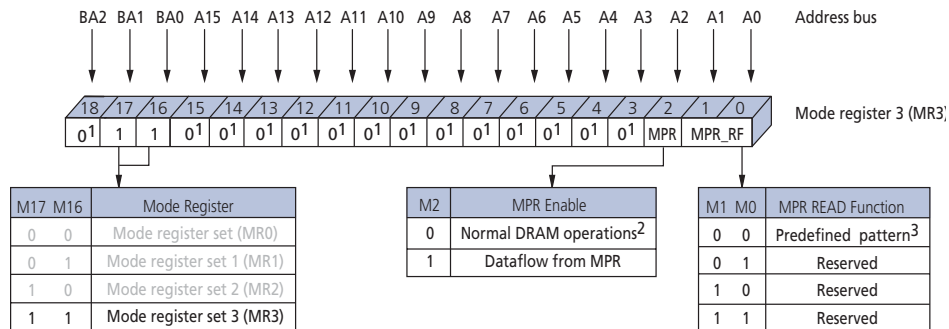 BA2 BA1 BA0 A15 A14 A13 A12 A11 A10 A9 A8 A7 A6 A5 A4 A3 A2 A1 A0 Address bus
18 17 16 15 14 13 12 11 10 9 8 7 6 5 4 3 2 1 0 Mode register 3 (MR3)
0¹ 1 1 0¹ 0¹ 0¹ 0¹ 0¹ 0¹ 0¹ 0¹ 0¹ 0¹ 0¹ 0¹ 0¹ MPR MPR_RF
M17 M16 Mode Register
0 0 Mode register set (MR0)
0 1 Mode register set 1 (MR1)
1 0 Mode register set 2 (MR2)
1 1 Mode register set 3 (MR3)
M2 MPR Enable
0 Normal DRAM operations²
1 Dataflow from MPR
M1 M0 MPR READ Function
0 0 Predefined pattern³
0 1 Reserved
1 0 Reserved
1 1 Reserved